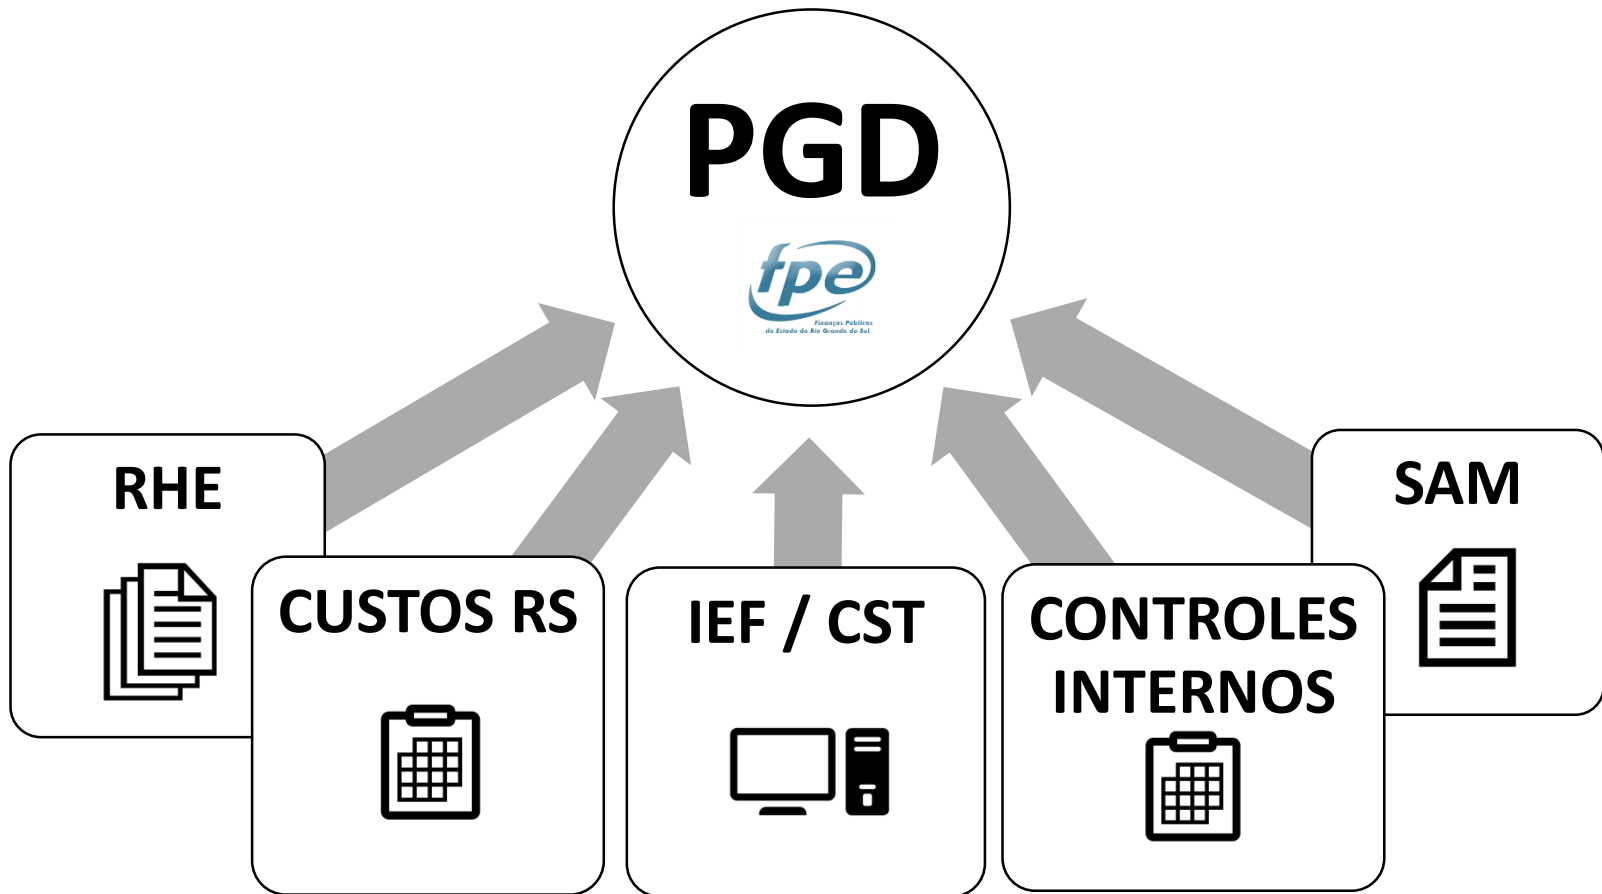 PGD
fpe
Finanças Públicas
do Estado do Rio Grande do Sul
RHE
SAM
CUSTOS RS
IEF / CST
CONTROLES
INTERNOS